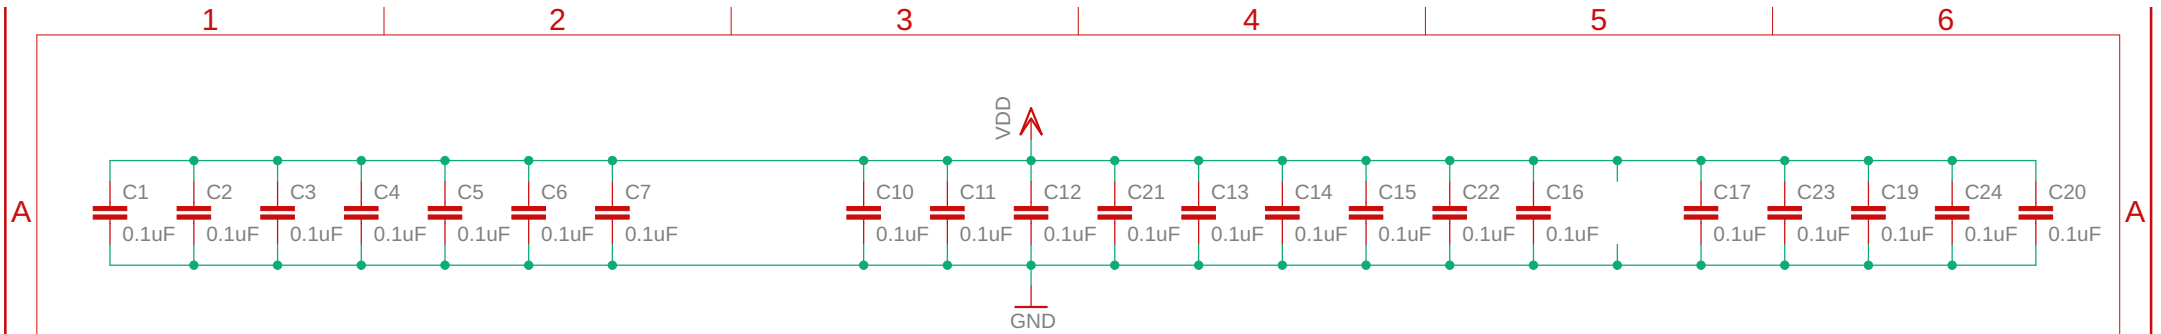 1 2 3 4 5 6
VDD
C1 C2 C3 C4 C5 C6 C7 C10 C11 C12 C21 C13 C14 C15 C22 C16 C17 C23 C19 C24 C20
A A
0.1uF 0.1uF 0.1uF 0.1uF 0.1uF 0.1uF 0.1uF 0.1uF 0.1uF 0.1uF 0.1uF 0.1uF 0.1uF 0.1uF 0.1uF 0.1uF 0.1uF 0.1uF 0.1uF 0.1uF 0.1uF
GND